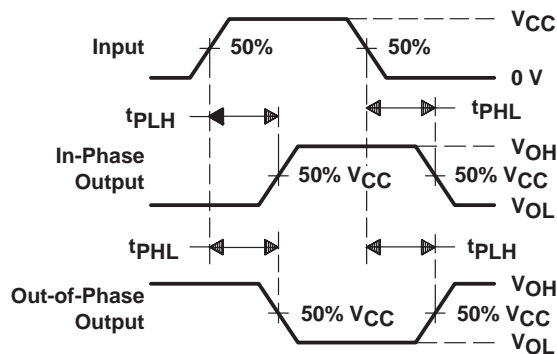 VCC
Input
50%
50%
0 V
tPLH
tPHL
In-Phase
Output
VOH
50% VCC
50% VCC
VOL
tPHL
tPLH
Out-of-Phase
Output
VOH
50% VCC
50% VCC
VOL